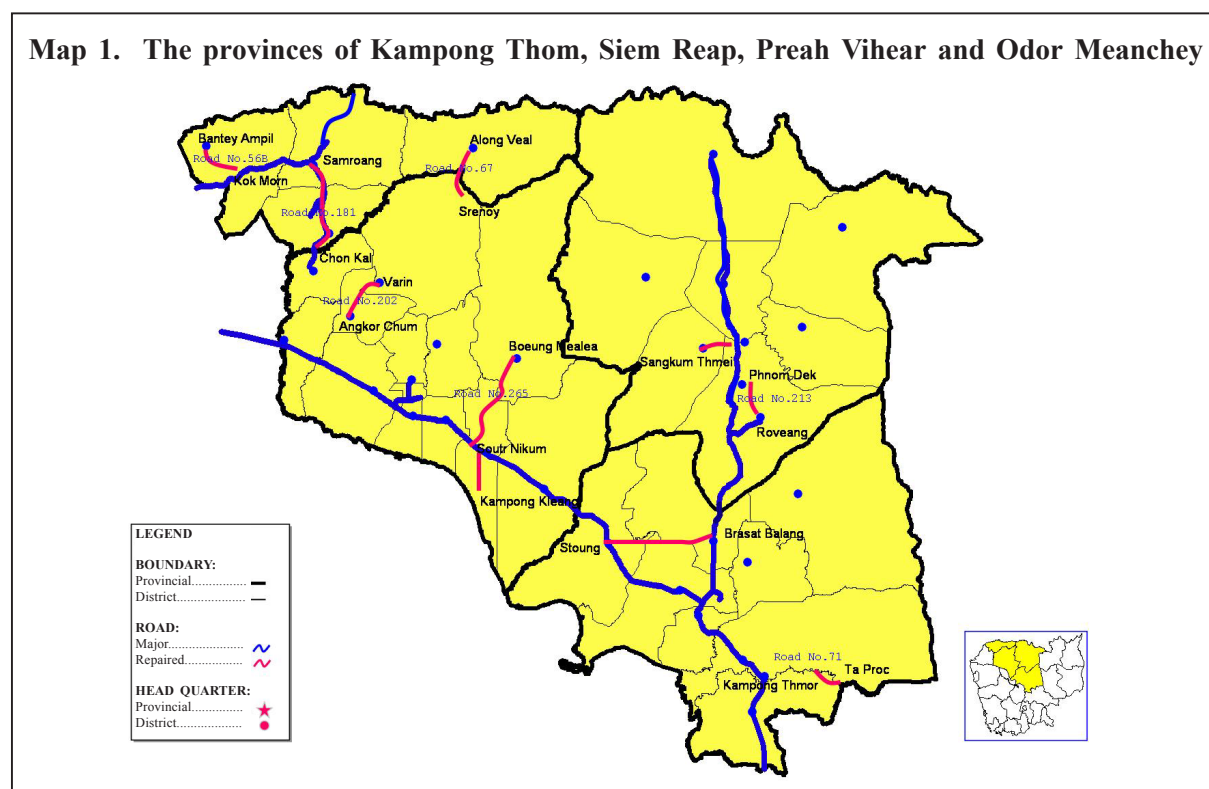 Map 1. The provinces of Kampong Thom, Siem Reap, Preah Vihear and Odor Meanchey
Bantey Ampil
Road No.56B
Kok Morn
Samroang
Along Veal
Road No.67
Srenoy
Road No.181
Chon Kal
Varin
Road No.202
Angkor Chum
Boeung Mealea
Road No.265
Soutr Nikum
Kampong Kleang
Sangkum Thmei
Phnom Dek
Road No.213
Roveang
Stoung
Brasat Balang
Road No.71
Ta Proc
Kampong Thmor
LEGEND
BOUNDARY:
Provincial................
District.....................
ROAD:
Major.......................
Repaired................
HEAD QUARTER:
Provincial...............
District....................